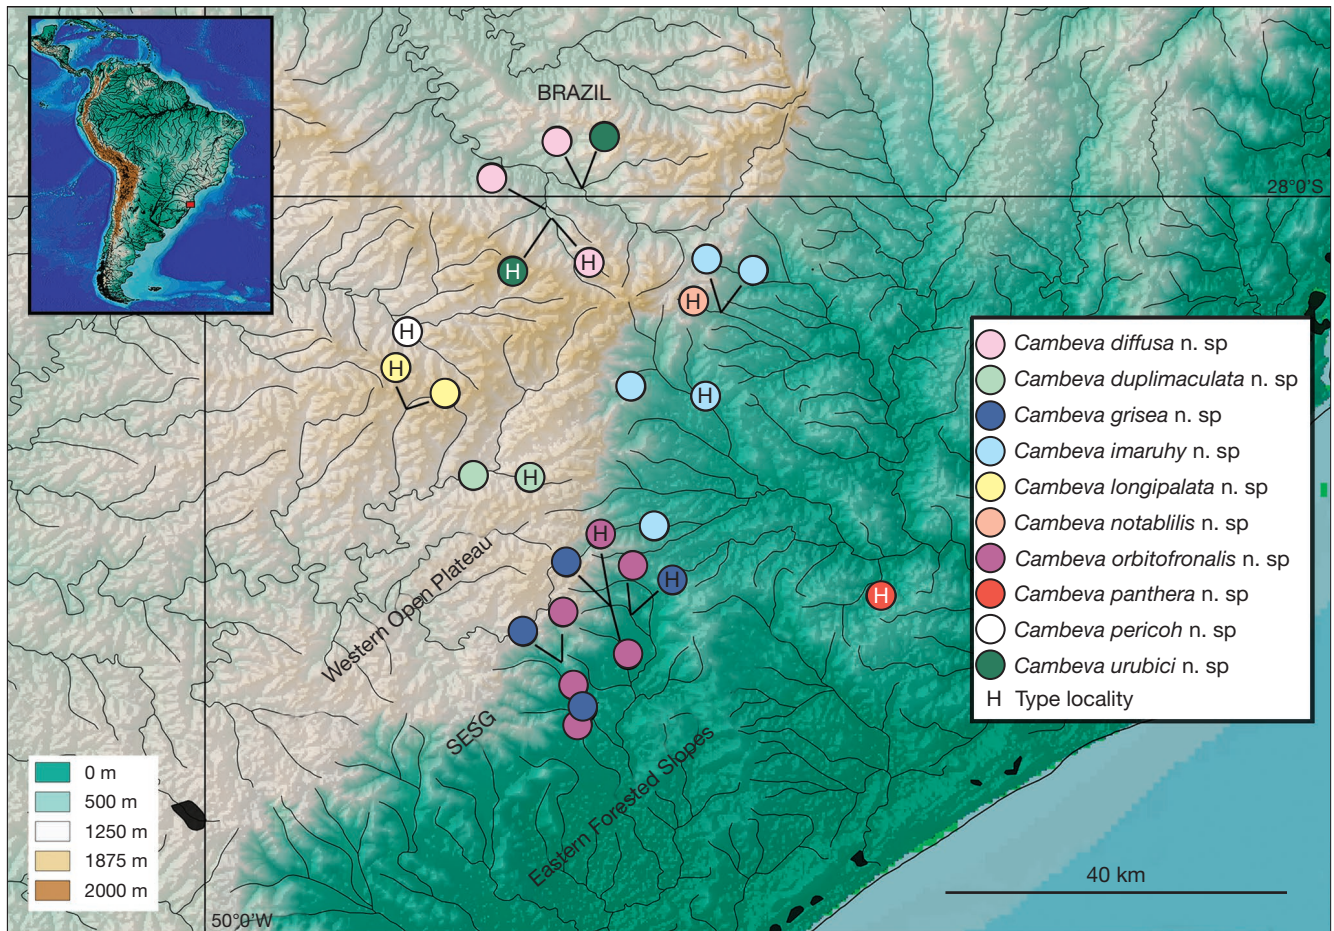 BRAZIL
28°0'S
H
H
H
H
H
H
H
H
H
H
Western Open Plateau
SESG
Eastern Forested Slopes
Cambeva diffusa n. sp
Cambeva duplimaculata n. sp
Cambeva grisea n. sp
Cambeva imaruhy n. sp
Cambeva longipalata n. sp
Cambeva notablilis n. sp
Cambeva orbitofronalis n. sp
Cambeva panthera n. sp
Cambeva pericoh n. sp
Cambeva urubici n. sp
H Type locality
0 m
500 m
1250 m
1875 m
2000 m
50°0'W
40 km